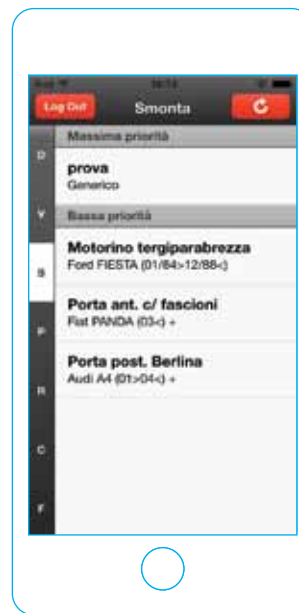 Log Out
Smonta
Massima priorità
prova
Generico
Bassa priorità
Motorino tergiparabrezza
Ford FIESTA (01/84>12/88<)
Porta ant. c/ fascioni
Fiat PANDA (03<) +
Porta post. Berlina
Audi A4 (01>04<) +
D
V
S
P
R
C
F